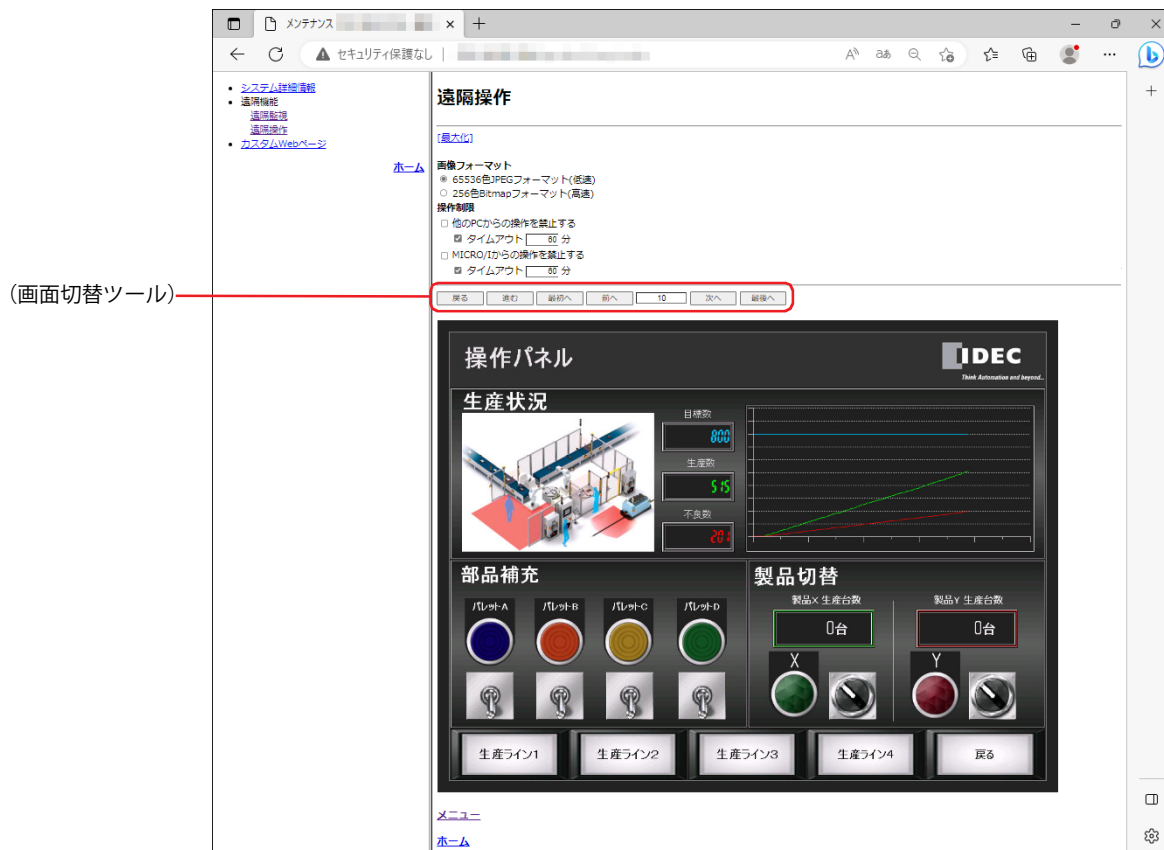 メンテナンス
セキュリティ保護なし
システム詳細情報
遠隔機能
遠隔監視
遠隔操作
カスタムWebページ
ホーム
遠隔操作
[最大化]
画像フォーマット
65536色JPEGフォーマット(低速)
256色Bitmapフォーマット(高速)
操作制限
他のPCからの操作を禁止する
タイムアウト 60 分
MICRO/Iからの操作を禁止する
タイムアウト 60 分
(画面切替ツール)
戻る 進む 最初へ 前へ 10 次へ 最後へ
操作パネル
IDEC
Think Automation and beyond...
生産状況
目標数
800
生産数
515
不良数
201
部品補充
パレットA パレットB パレットC パレットD
製品切替
製品X 生産台数 製品Y 生産台数
0台 0台
X Y
生産ライン1 生産ライン2 生産ライン3 生産ライン4 戻る
メニュー
ホーム